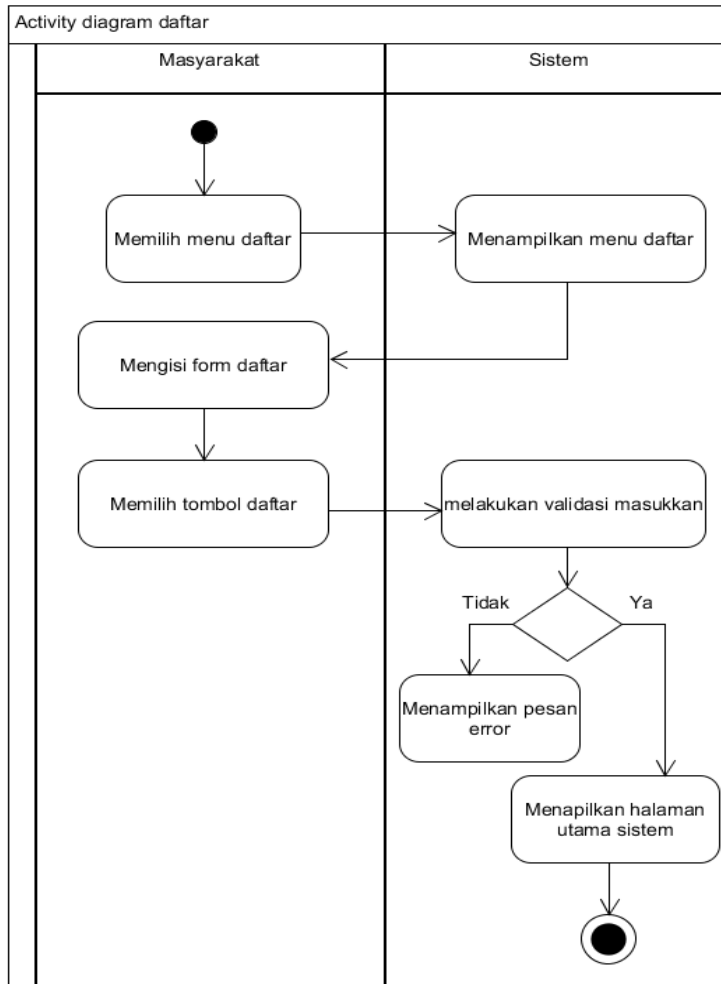 Activity diagram daftar
Masyarakat
Sistem
Memilih menu daftar
Menampilkan menu daftar
Mengisi form daftar
Memilih tombol daftar
melakukan validasi masukkan
Tidak
Ya
Menampilkan pesan
error
Menapilkan halaman
utama sistem